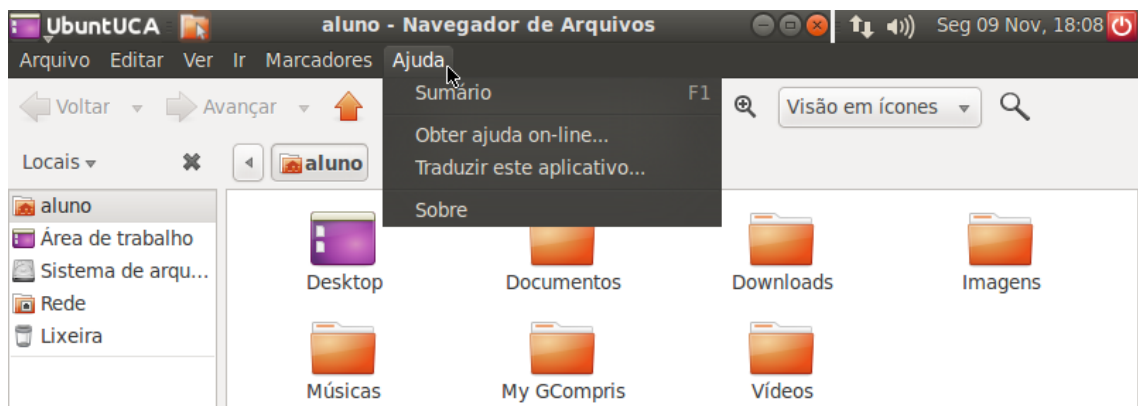 UbuntUCA aluno - Navegador de Arquivos Seg 09 Nov, 18:08
Arquivo Editar Ver Ir Marcadores Ajuda
Sumário F1
Obter ajuda on-line...
Traduzir este aplicativo...
Sobre
Voltar Avançar Visão em ícones
Locais aluno
aluno
Área de trabalho
Sistema de arqu...
Rede
Lixeira
Desktop Documentos Downloads Imagens
Músicas My GCompris Vídeos